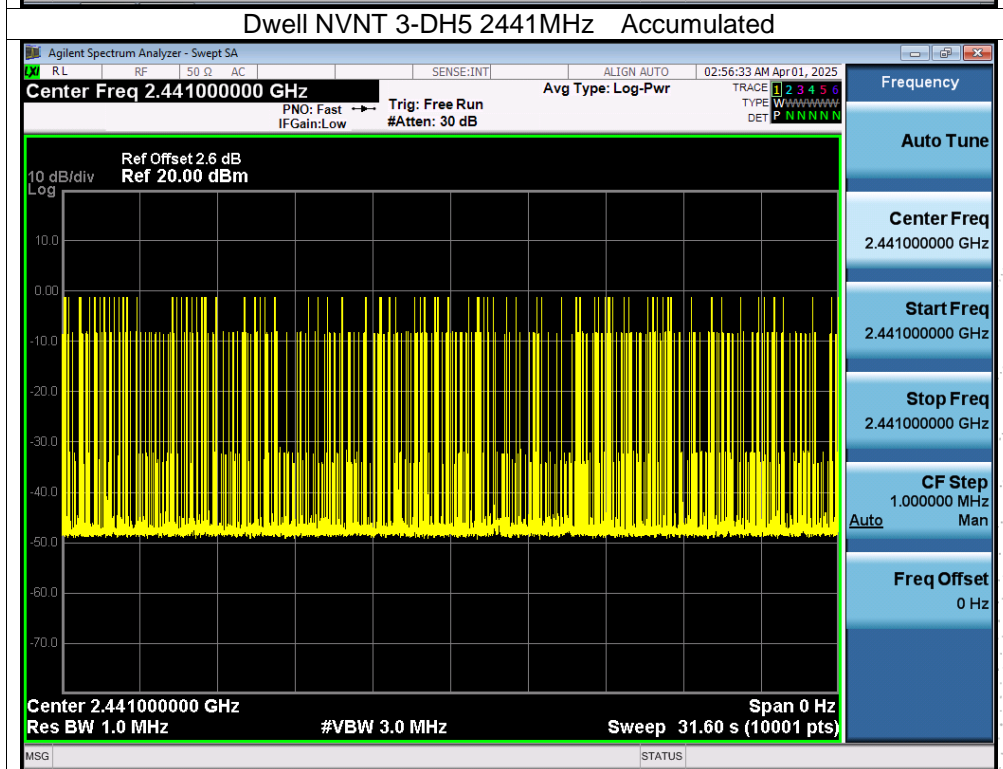 Dwell NVNT 3-DH5 2441MHz Accumulated
Agilent Spectrum Analyzer - Swept SA
LXI RL RF 50 Ω AC SENSE:INT ALIGN AUTO 02:56:33 AM Apr 01, 2025
Center Freq 2.441000000 GHz
PNO: Fast
IFGain:Low
Trig: Free Run
#Atten: 30 dB
Avg Type: Log-Pwr
TRACE 1 2 3 4 5 6
TYPE WWWWWWW
DET P N N N N N
Ref Offset 2.6 dB
10 dB/div Ref 20.00 dBm
Log
10.0
0.00
-10.0
-20.0
-30.0
-40.0
-50.0
-60.0
-70.0
Center 2.441000000 GHz Span 0 Hz
Res BW 1.0 MHz #VBW 3.0 MHz Sweep 31.60 s (10001 pts)
MSG STATUS
Frequency
Auto Tune
Center Freq
2.441000000 GHz
Start Freq
2.441000000 GHz
Stop Freq
2.441000000 GHz
CF Step
1.000000 MHz
Auto Man
Freq Offset
0 Hz